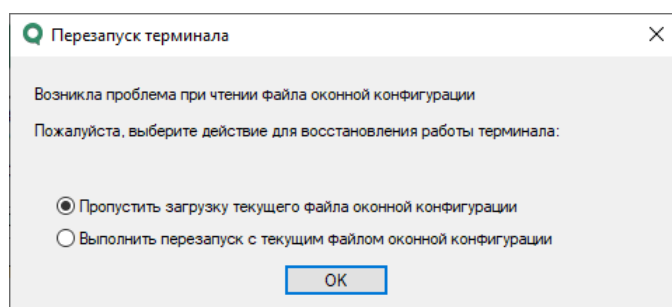 Перезапуск терминала
Возникла проблема при чтении файла оконной конфигурации
Пожалуйста, выберите действие для восстановления работы терминала:
Пропустить загрузку текущего файла оконной конфигурации
Выполнить перезапуск с текущим файлом оконной конфигурации
OK